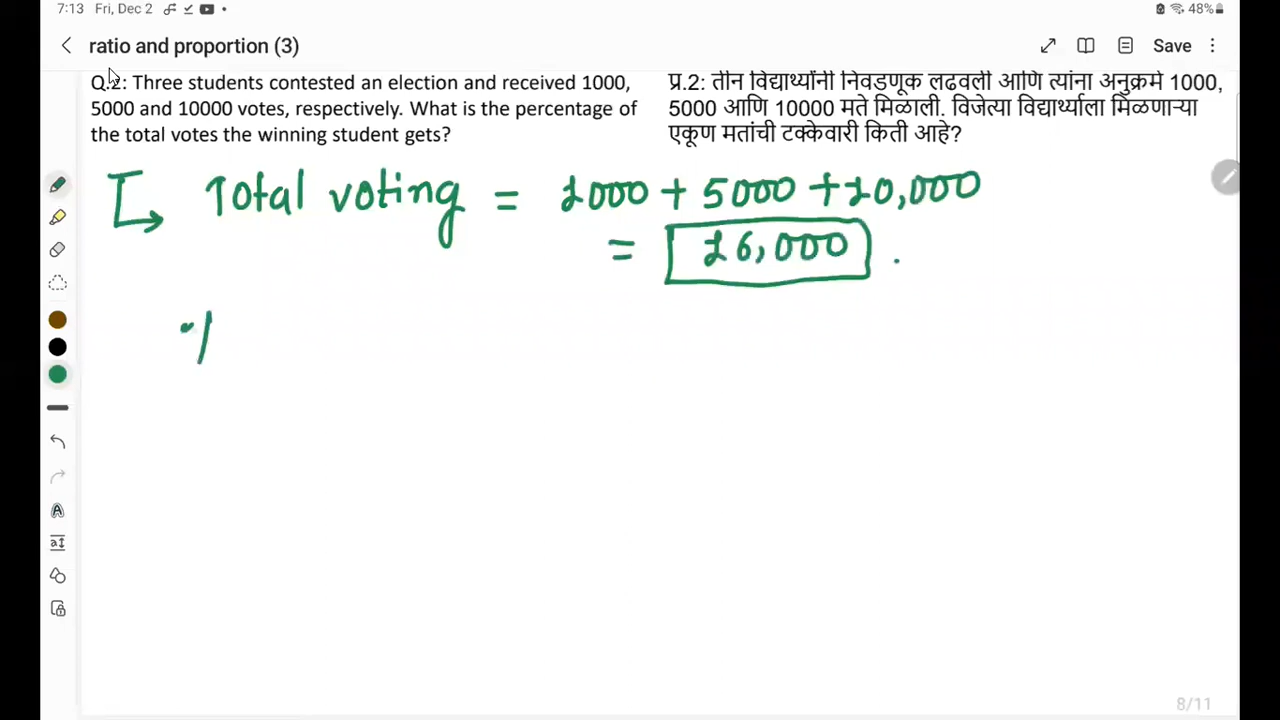 7:13 Fri, Dec 2
48%
ratio and proportion (3)
Save
Q.2: Three students contested an election and received 1000,
5000 and 10000 votes, respectively. What is the percentage of
the total votes the winning student gets?
प्र.2: तीन विद्यार्थ्यांनी निवडणूक लढवली आणि त्यांना अनुक्रमे 1000,
5000 आणि 10000 मते मिळाली. विजेत्या विद्यार्थ्याला मिळणाऱ्या
एकूण मतांची टक्केवारी किती आहे?
Total voting = 1000 + 5000 + 10,000
= 16,000 .
8/11